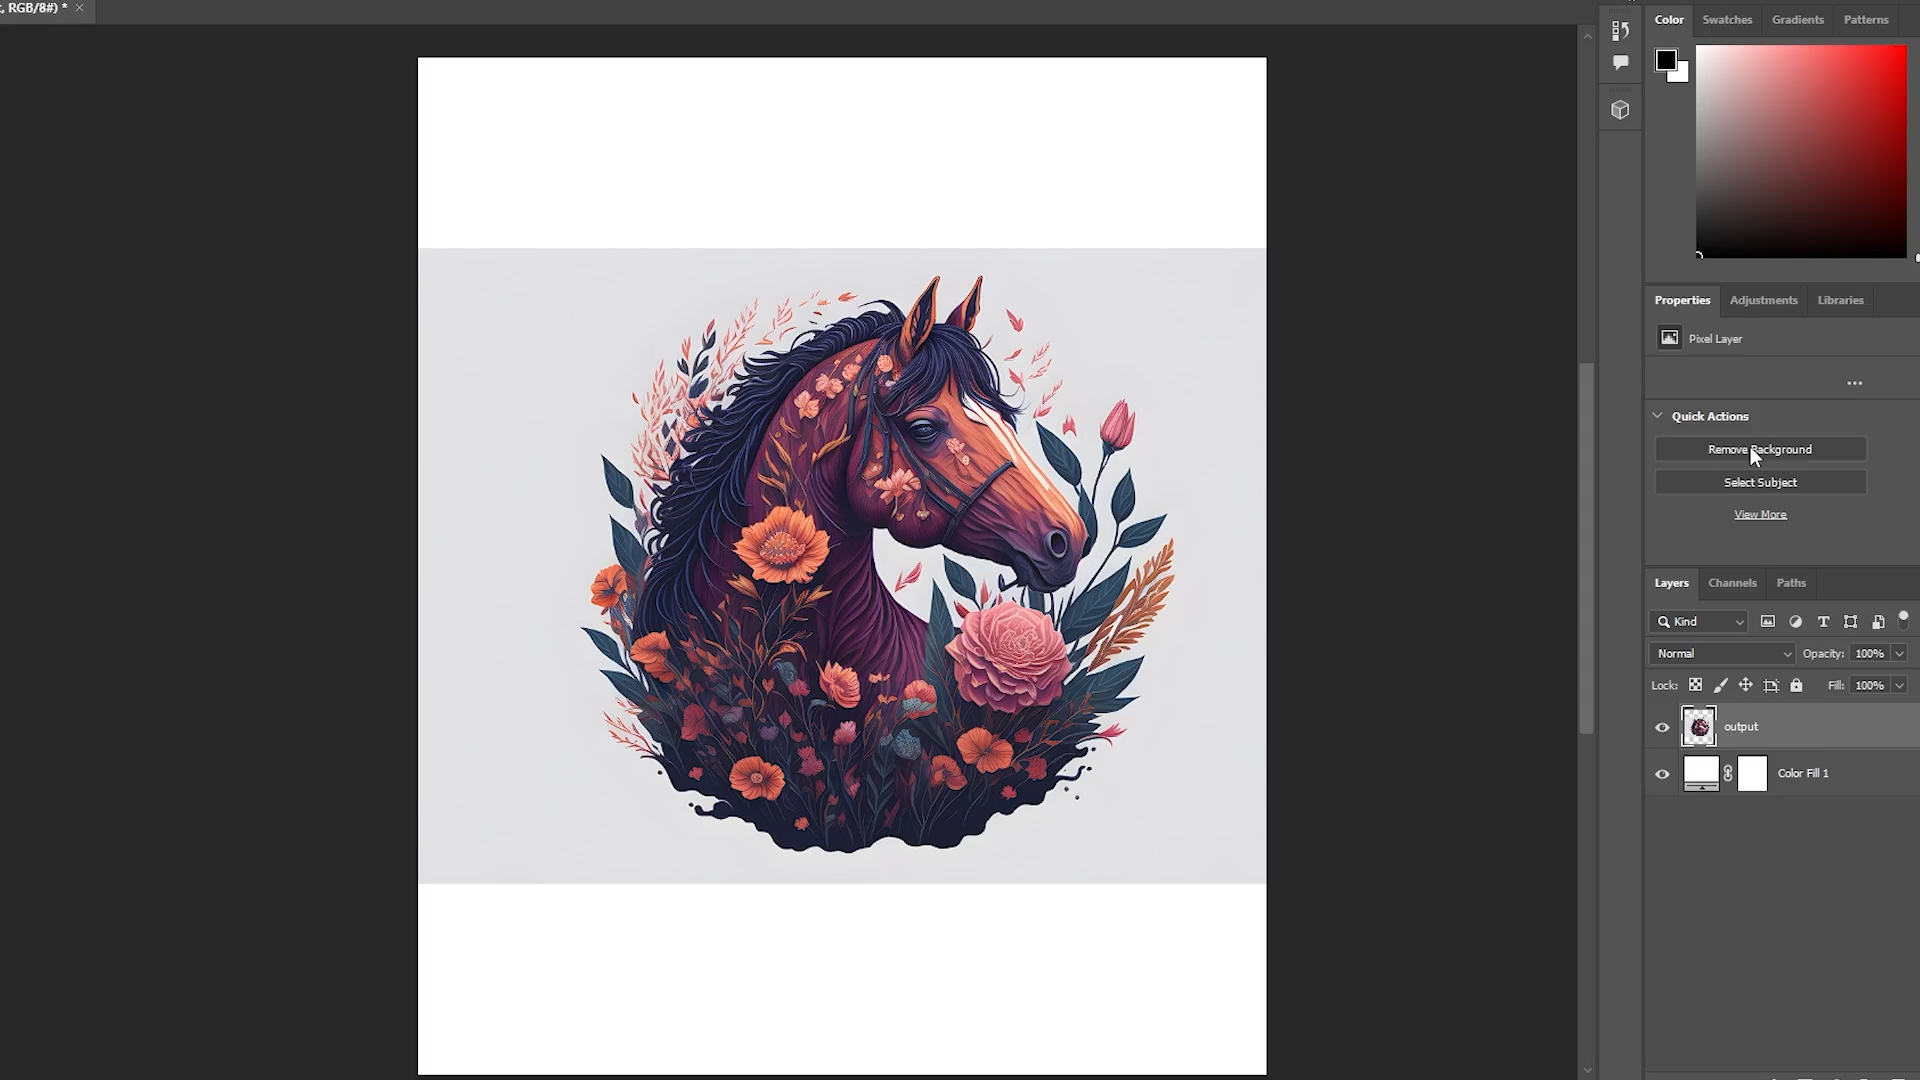 , RGB/8#) *
Color Swatches Gradients Patterns
Properties Adjustments Libraries
Pixel Layer
Quick Actions
Remove Background
Select Subject
View More
Layers Channels Paths
Kind
Normal Opacity: 100%
Lock: Fill: 100%
output
Color Fill 1